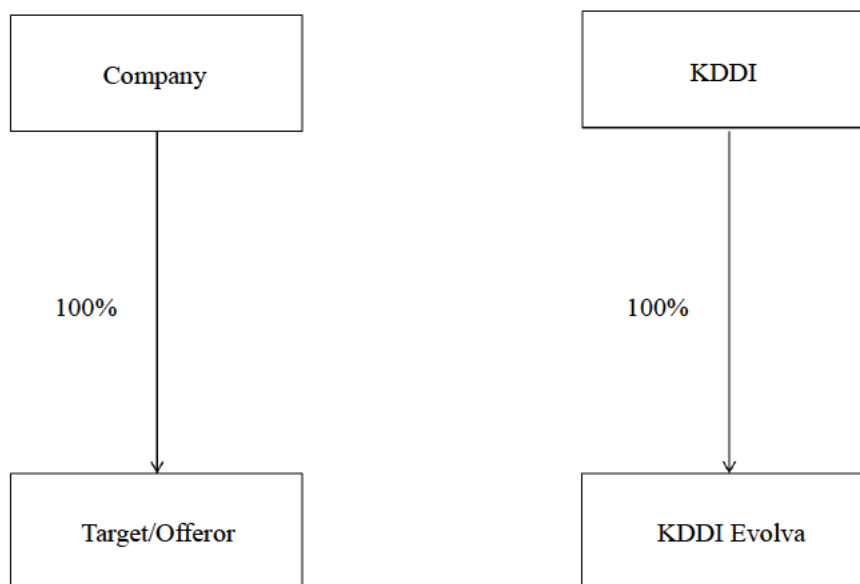 Company
KDDI
100%
100%
Target/Offeror
KDDI Evolva